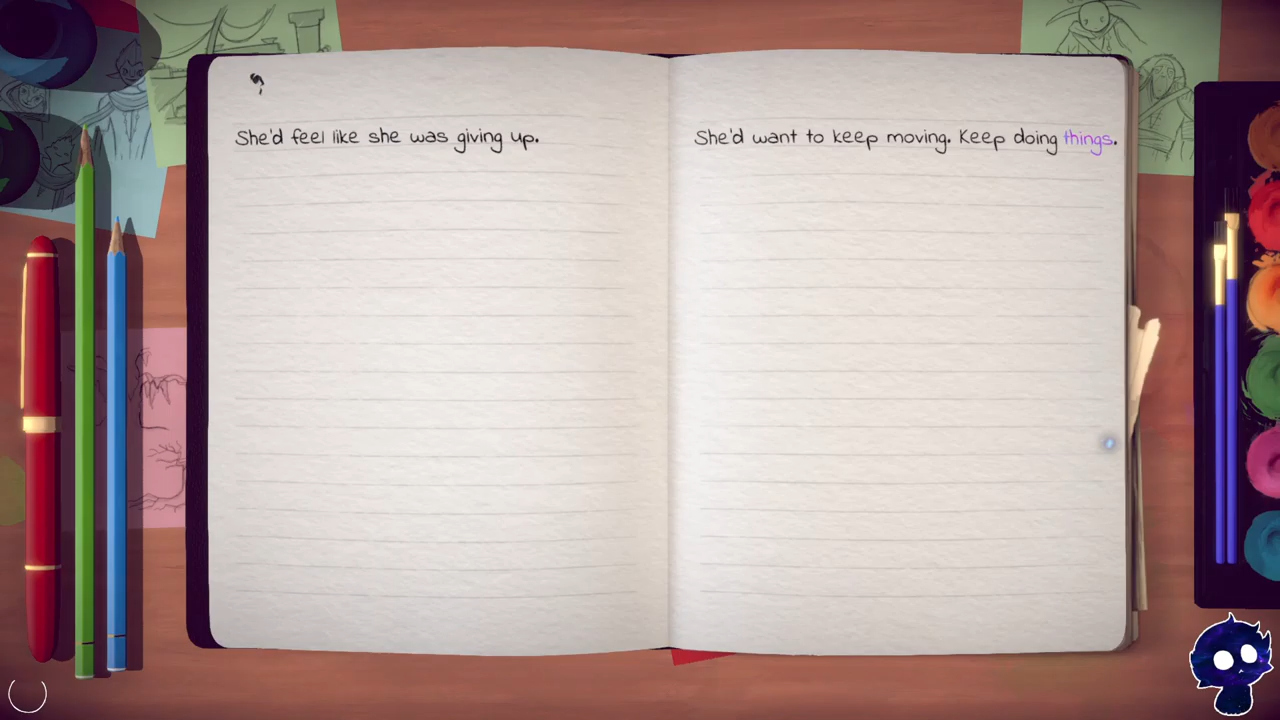 She'd feel like she was giving up.
She'd want to keep moving. Keep doing things.